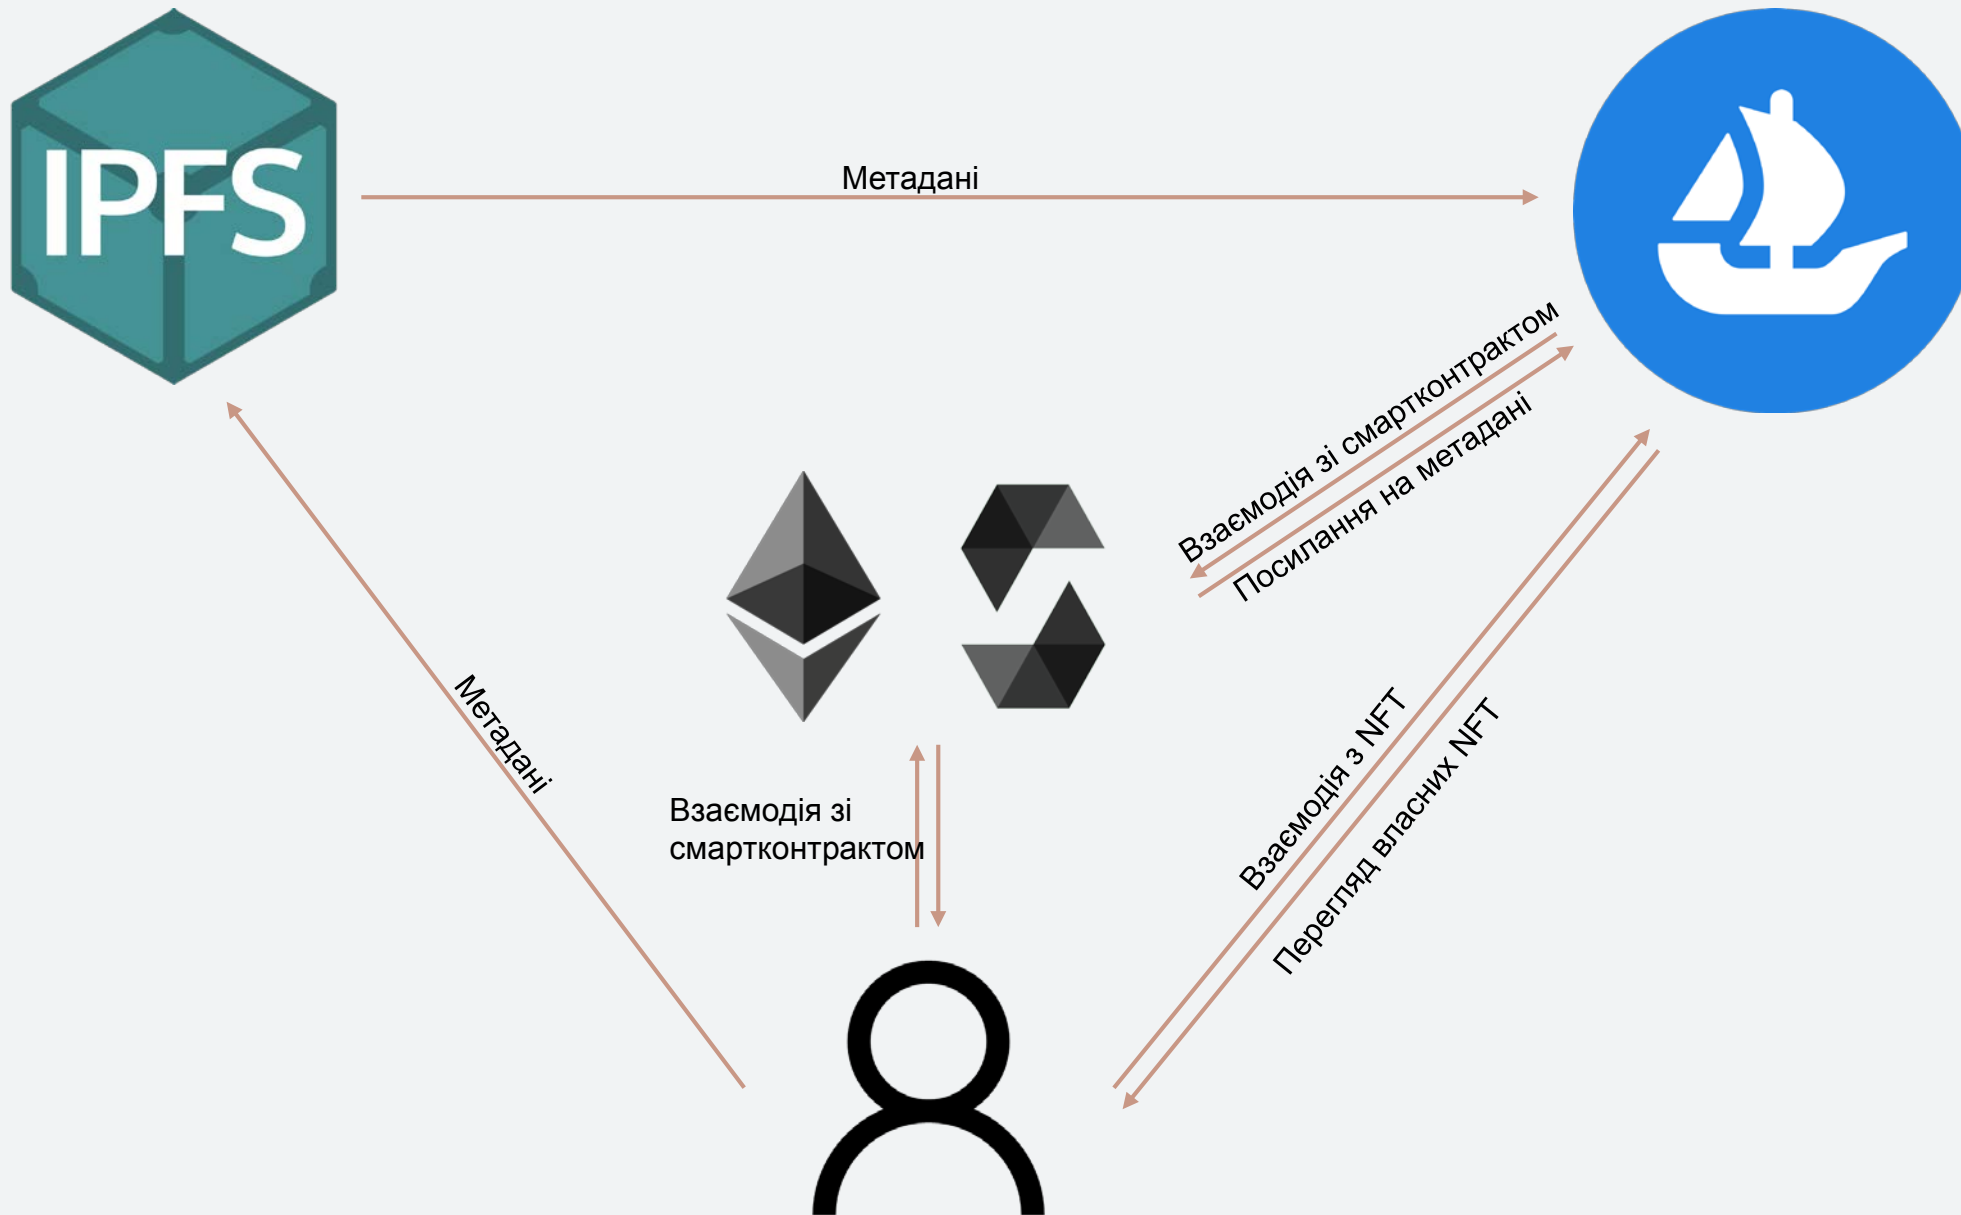 IPFS
Метадані
Взаємодія зі смартконтрактом
Посилання на метадані
Метадані
Взаємодія зі
смартконтрактом
Взаємодія з NFT
Перегляд власних NFT